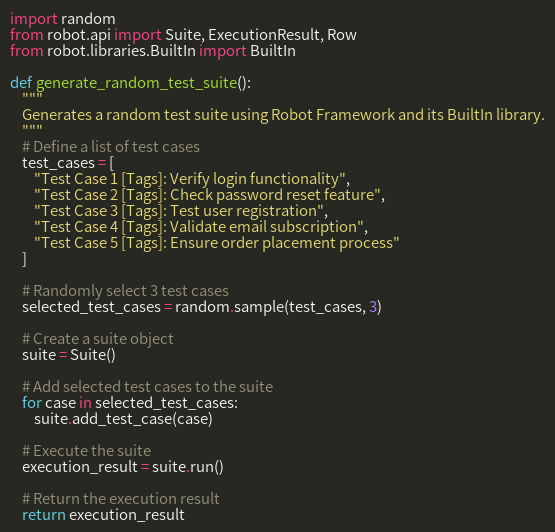 import random
from robot.api import Suite, ExecutionResult, Row
from robot.libraries.BuiltIn import BuiltIn

def generate_random_test_suite():
    """
    Generates a random test suite using Robot Framework and its BuiltIn library.
    """
    # Define a list of test cases
    test_cases = [
        "Test Case 1 [Tags]: Verify login functionality",
        "Test Case 2 [Tags]: Check password reset feature",
        "Test Case 3 [Tags]: Test user registration",
        "Test Case 4 [Tags]: Validate email subscription",
        "Test Case 5 [Tags]: Ensure order placement process"
    ]

    # Randomly select 3 test cases
    selected_test_cases = random.sample(test_cases, 3)

    # Create a suite object
    suite = Suite()

    # Add selected test cases to the suite
    for case in selected_test_cases:
        suite.add_test_case(case)

    # Execute the suite
    execution_result = suite.run()

    # Return the execution result
    return execution_result